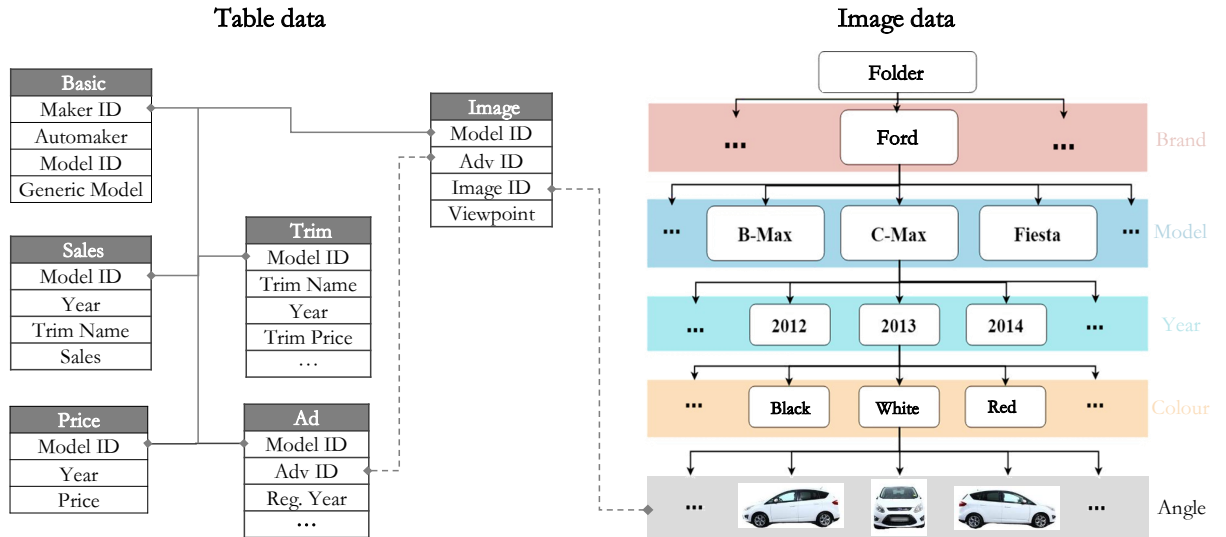 Table data
Image data
Basic
Maker ID
Automaker
Model ID
Generic Model
Sales
Model ID
Year
Trim Name
Sales
Price
Model ID
Year
Price
Trim
Model ID
Trim Name
Year
Trim Price
...
Ad
Model ID
Adv ID
Reg. Year
...
Image
Model ID
Adv ID
Image ID
Viewpoint
Folder
... Ford ... Brand
... B-Max C-Max Fiesta ... Model
... 2012 2013 2014 ... Year
... Black White Red ... Colour
... ... Angle